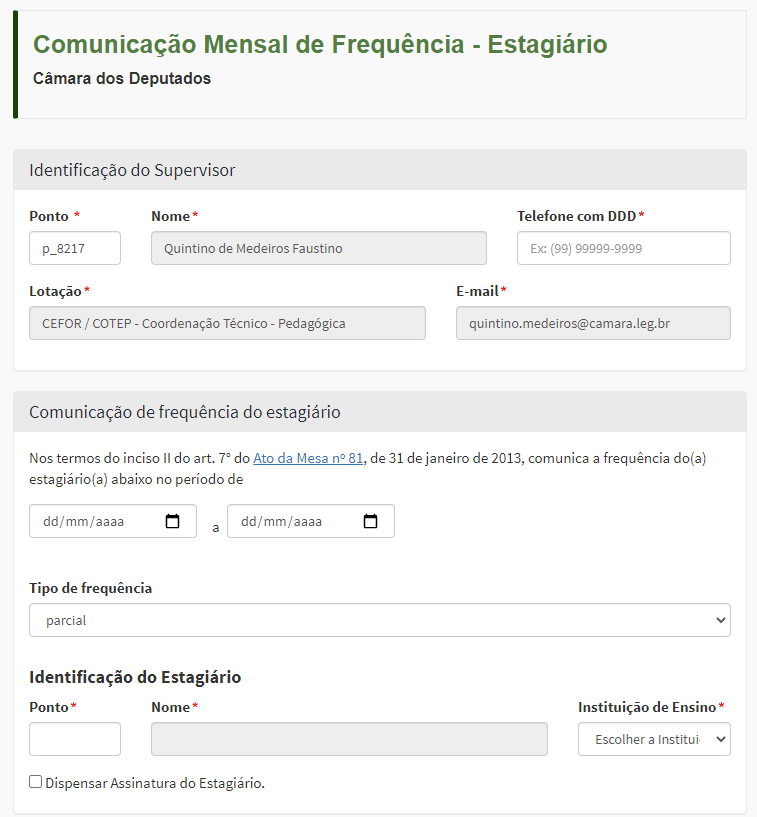 Comunicação Mensal de Frequência - Estagiário
Câmara dos Deputados
Identificação do Supervisor
Ponto * Nome* Telefone com DDD*
p_8217 Quintino de Medeiros Faustino Ex: (99) 99999-9999
Lotação* E-mail*
CEFOR / COTEP - Coordenação Técnico - Pedagógica quintino.medeiros@camara.leg.br
Comunicação de frequência do estagiário
Nos termos do inciso II do art. 7° do Ato da Mesa nº 81, de 31 de janeiro de 2013, comunica a frequência do(a)
estagiário(a) abaixo no período de
dd/mm/aaaa a dd/mm/aaaa
Tipo de frequência
parcial
Identificação do Estagiário
Ponto* Nome* Instituição de Ensino*
Escolher a Institui
Dispensar Assinatura do Estagiário.